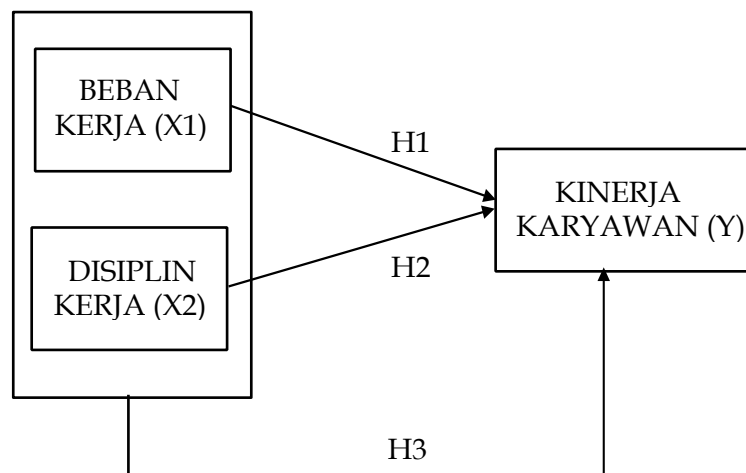 BEBAN
KERJA (X1)
H1
KINERJA
KARYAWAN (Y)
DISIPLIN
KERJA (X2)
H2
H3